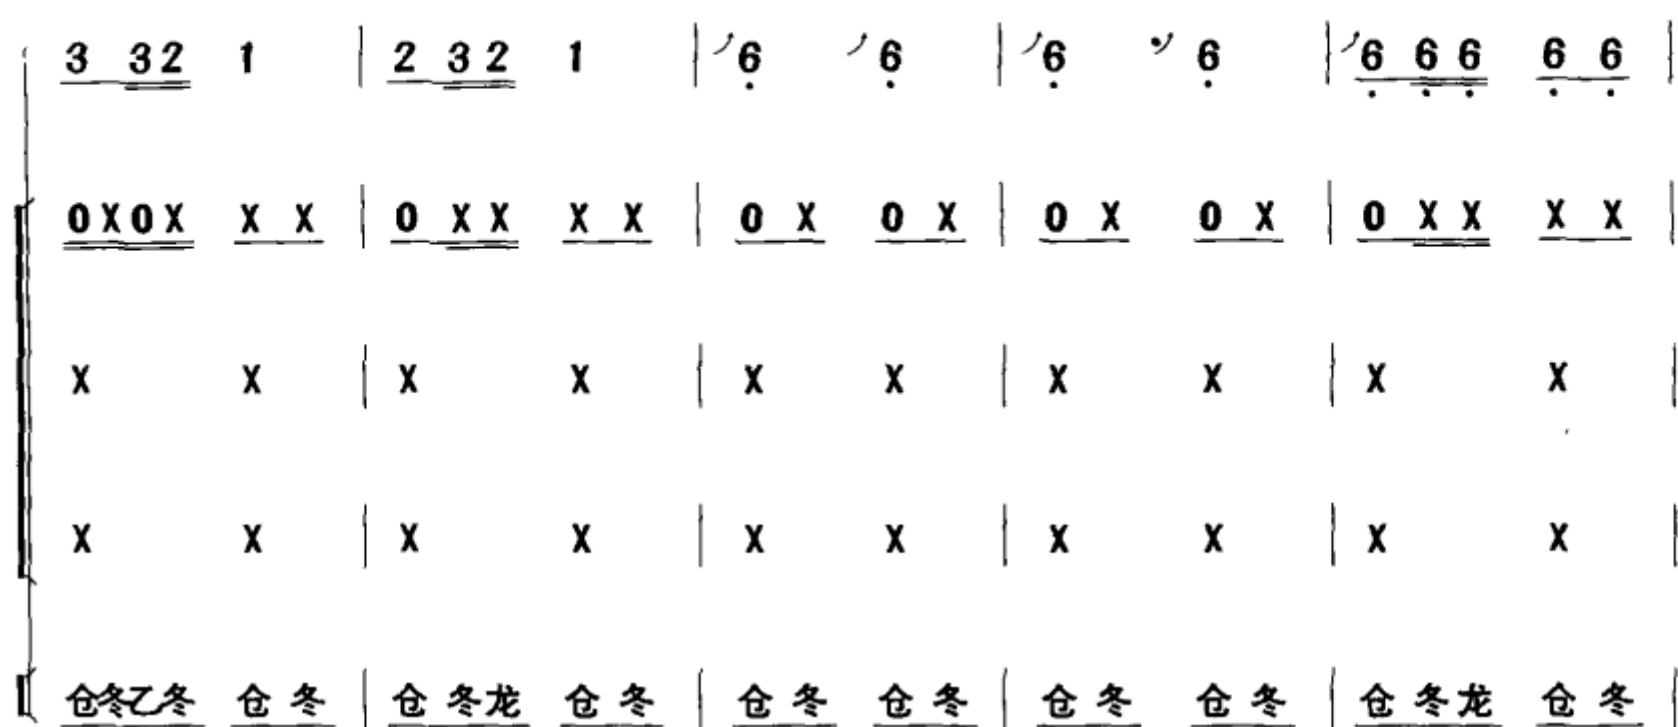 3 32 1 | 2 32 1 | 6 6 | 6 6 | 6 66 6 6 |
0X0X X X | 0 XX X X | 0 X 0 X | 0 X 0 X | 0 XX X X |
X X | X X | X X | X X | X X |
X X | X X | X X | X X | X X |
仓冬乙冬 仓冬 | 仓 冬龙 仓冬 | 仓冬 仓冬 | 仓冬 仓冬 | 仓冬龙 仓冬 |